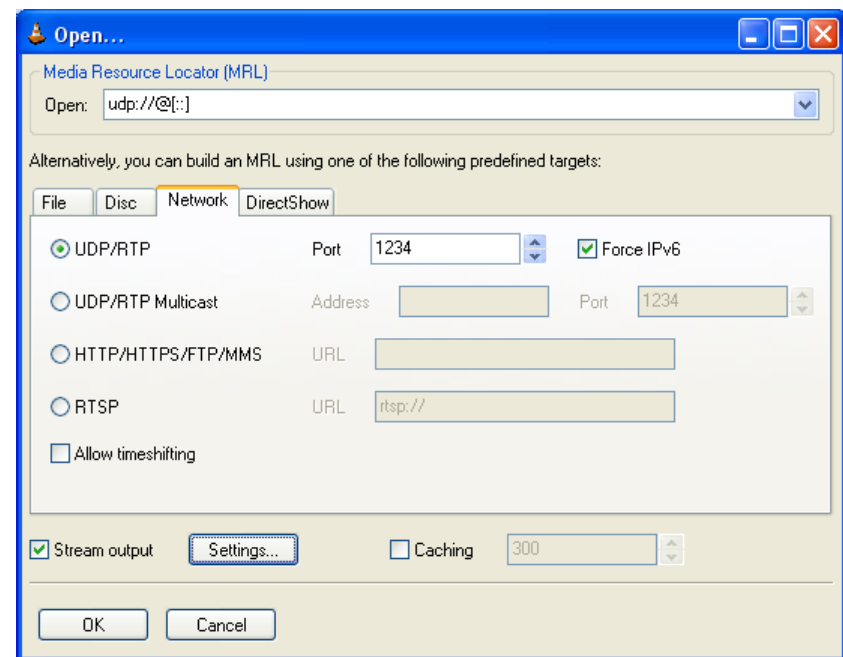 Open...
Media Resource Locator (MRL)
Open: udp://@[::]
Alternatively, you can build an MRL using one of the following predefined targets:
File Disc Network DirectShow
UDP/RTP Port 1234 Force IPv6
UDP/RTP Multicast Address Port 1234
HTTP/HTTPS/FTP/MMS URL
RTSP URL rtsp://
Allow timeshifting
Stream output Settings... Caching 300
OK Cancel